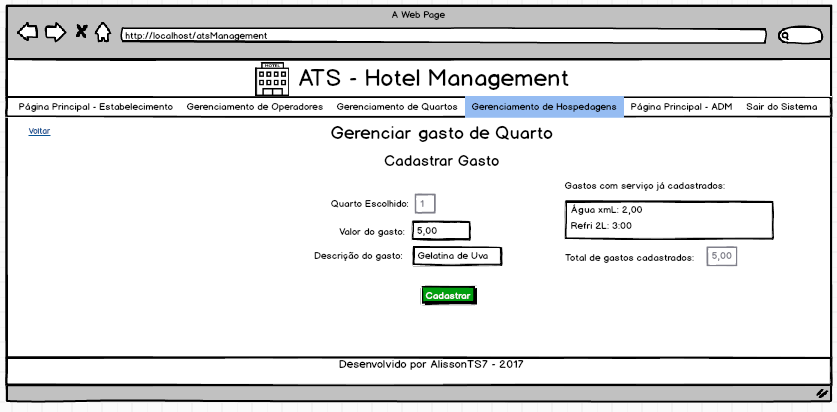 A Web Page
http://localhost/atsManagement
HOTEL
ATS - Hotel Management
Página Principal - Estabelecimento Gerenciamento de Operadores Gerenciamento de Quartos Gerenciamento de Hospedagens Página Principal - ADM Sair do Sistema
Voltar
Gerenciar gasto de Quarto
Cadastrar Gasto
Quarto Escolhido: 1
Valor do gasto: 5,00
Descrição do gasto: Gelatina de Uva
Cadastrar
Gastos com serviço já cadastrados:
Água xmL: 2,00
Refri 2L: 3:00
Total de gastos cadastrados: 5,00
Desenvolvido por AlissonTS7 - 2017